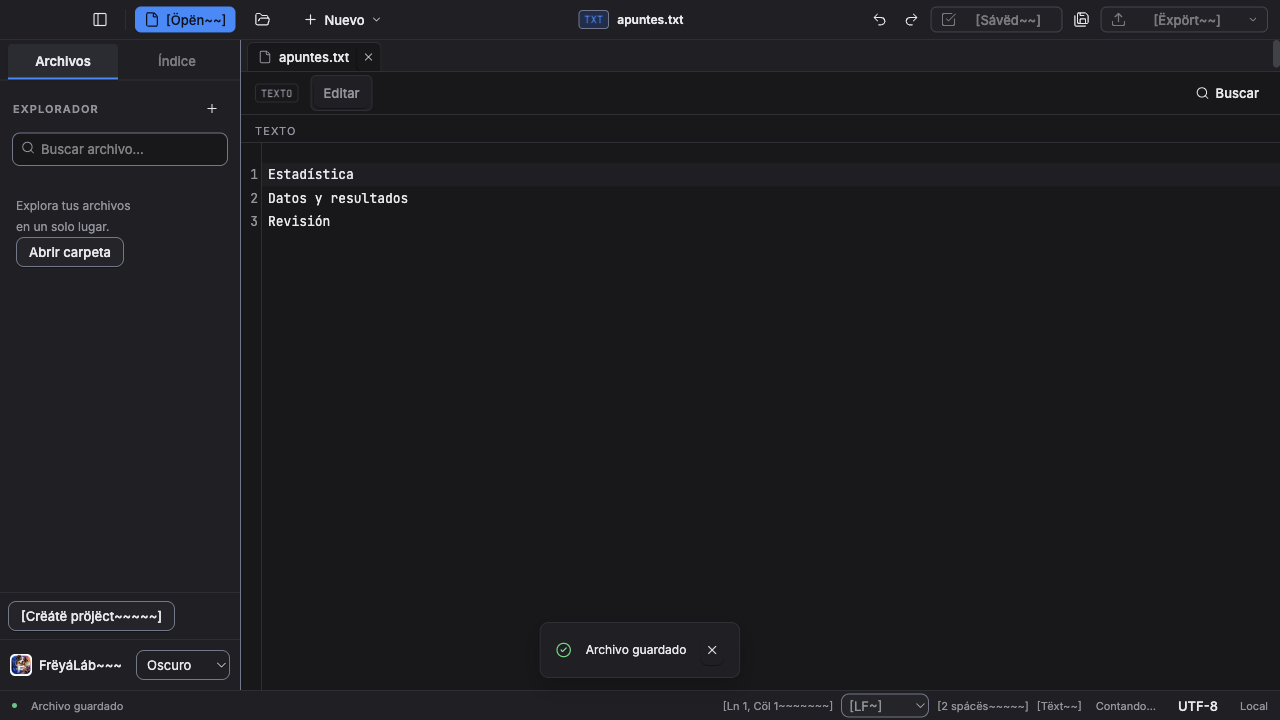 [Öpën~~]
Nuevo
TXT apuntes.txt
[Sávëd~~]
[Ëxpört~~]
Archivos
Índice
apuntes.txt
EXPLORADOR
TEXTO
Editar
Buscar
Buscar archivo...
TEXTO
Explora tus archivos
en un solo lugar.
Abrir carpeta
1 Estadística
2 Datos y resultados
3 Revisión
[Crëátë pröjëct~~~~~]
FrëyáLáb~~~
Oscuro
Archivo guardado
Archivo guardado
[Ln 1, Cöl 1~~~~~~~]
[LF~]
[2 spácës~~~~~]
[Tëxt~~]
Contando...
UTF-8
Local